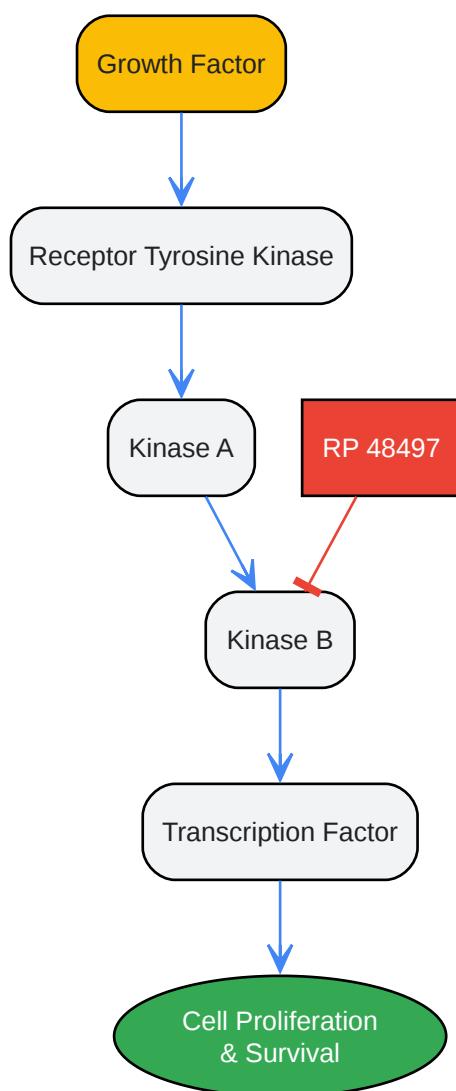 Growth Factor
Receptor Tyrosine Kinase
Kinase A
RP 48497
Kinase B
Transcription Factor
Cell Proliferation
& Survival